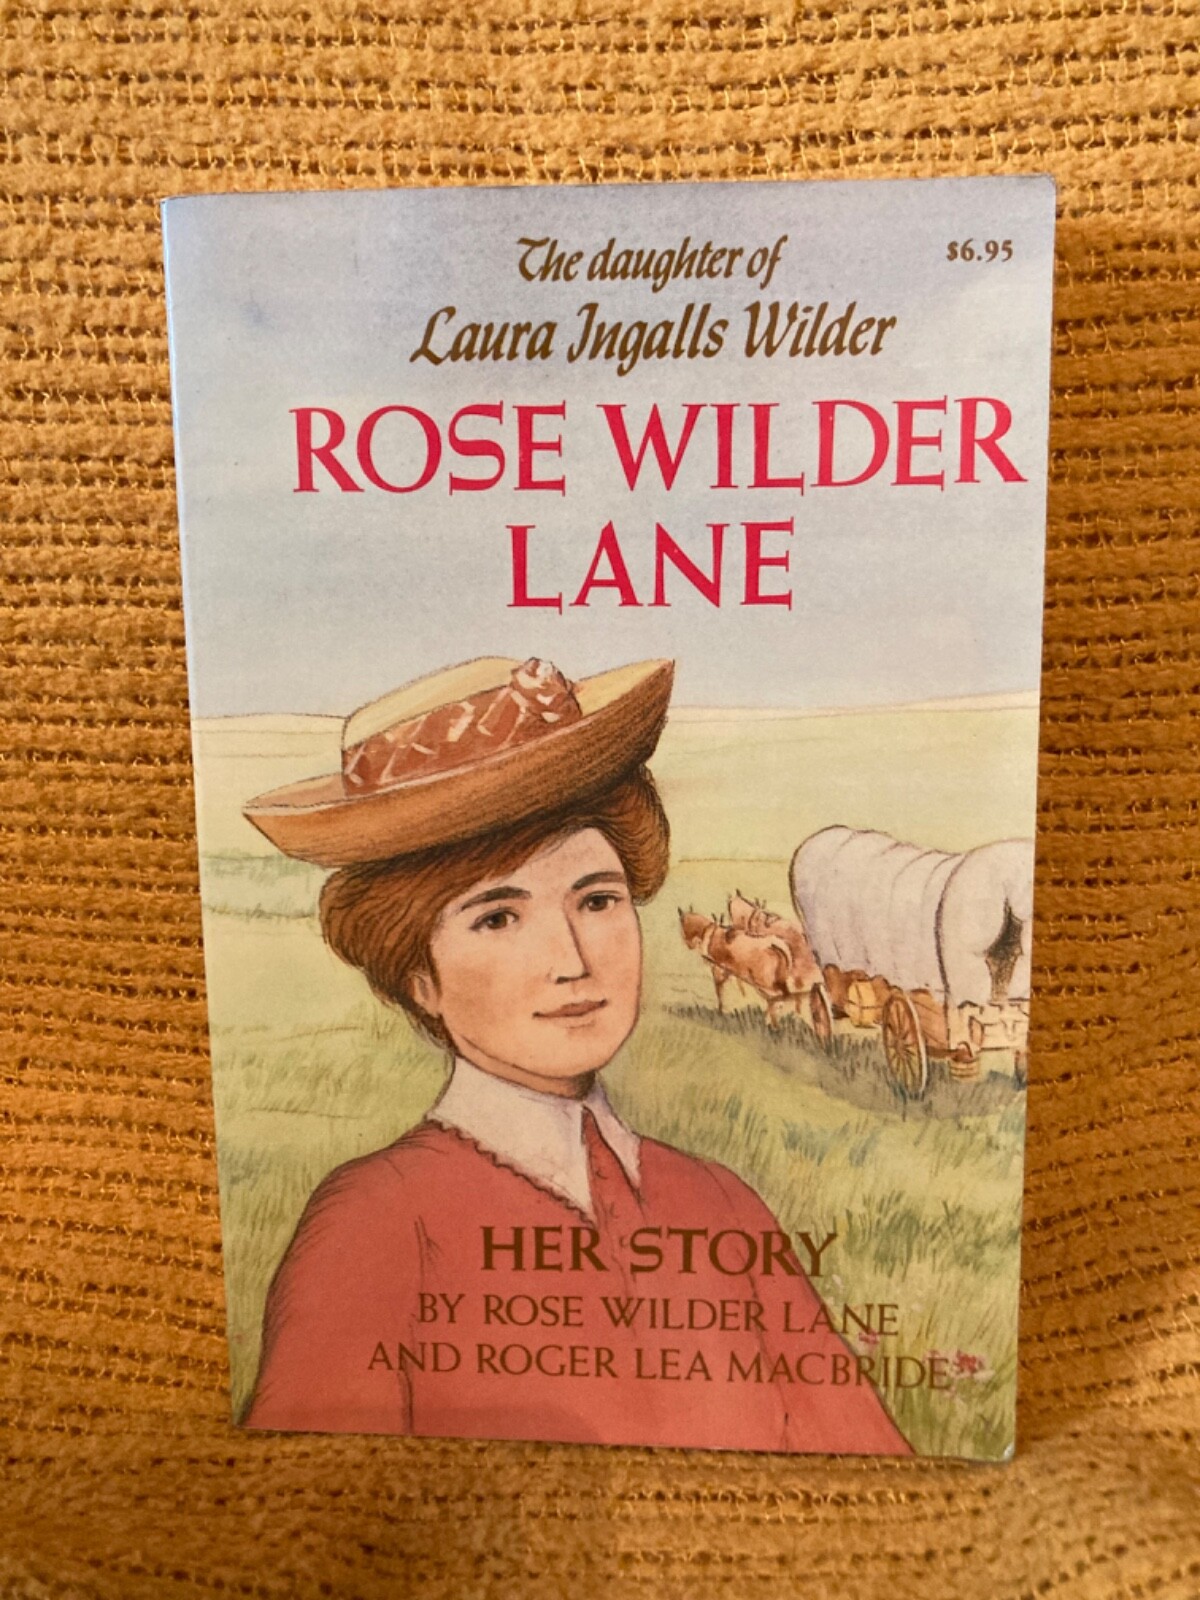 The daughter of
$6.95
Laura Ingalls Wilder
ROSE WILDER
LANE
HER STORY
BY ROSE WILDER LANE
AND ROGER LEA MACBRIDE